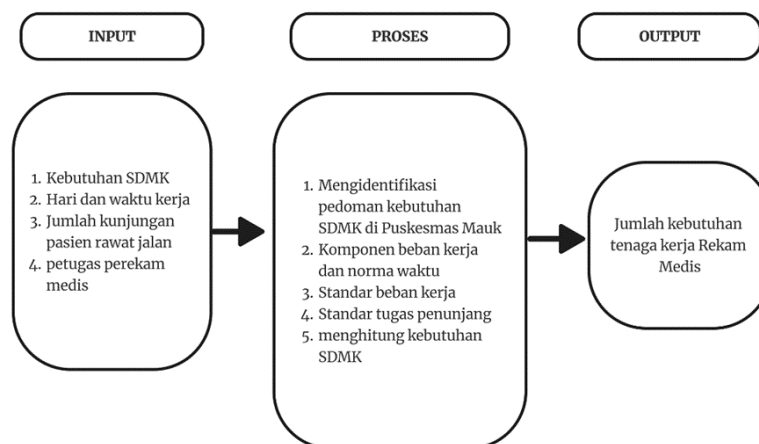 INPUT
PROSES
OUTPUT
1. Kebutuhan SDMK
2. Hari dan waktu kerja
3. Jumlah kunjungan
pasien rawat jalan
4. petugas perekam
medis
1. Mengidentifikasi
pedoman kebutuhan
SDMK di Puskesmas Mauk
2. Komponen beban kerja
dan norma waktu
3. Standar beban kerja
4. Standar tugas penunjang
5. menghitung kebutuhan
SDMK
Jumlah kebutuhan
tenaga kerja Rekam
Medis